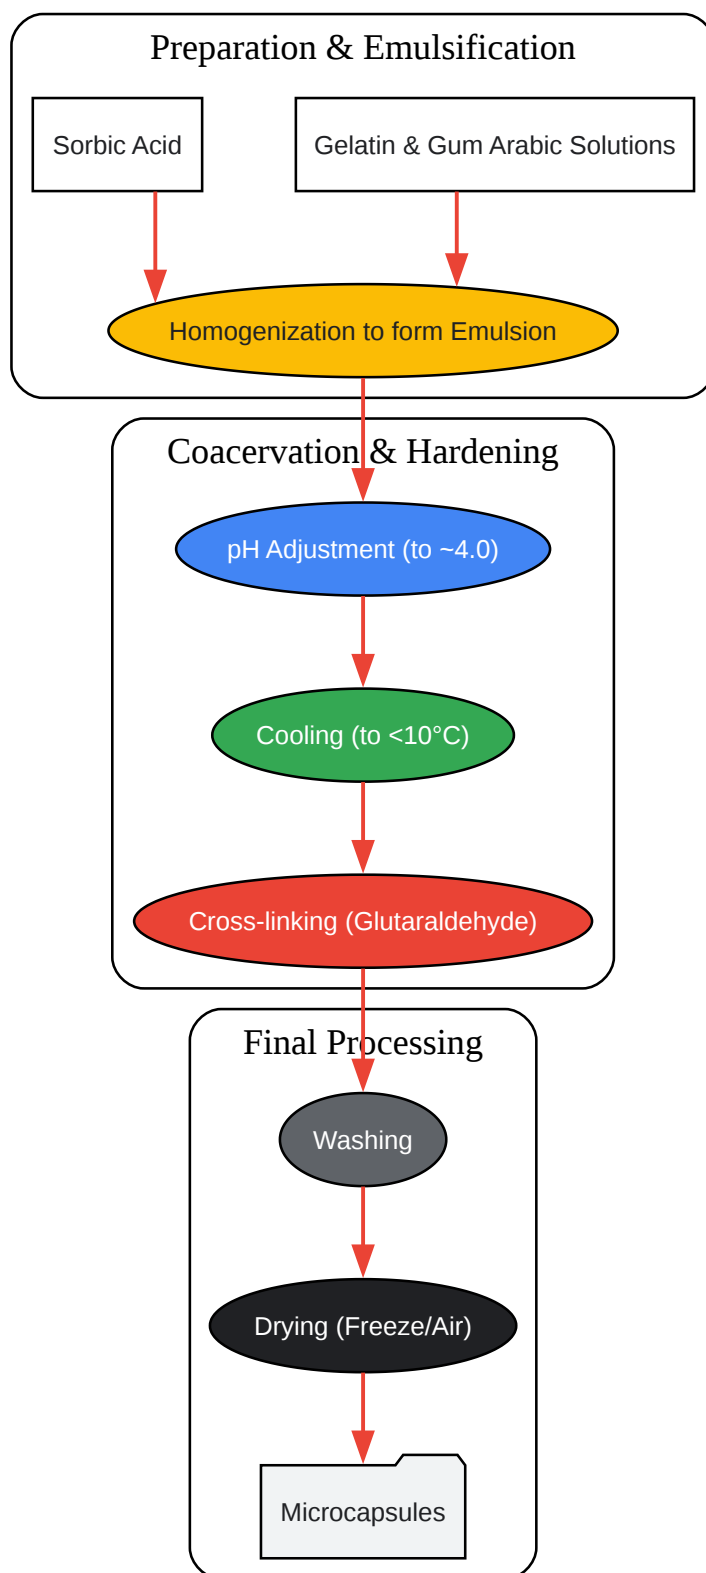 Preparation & Emulsification
Sorbic Acid
Gelatin & Gum Arabic Solutions
Homogenization to form Emulsion
Coacervation & Hardening
pH Adjustment (to ~4.0)
Cooling (to <10°C)
Cross-linking (Glutaraldehyde)
Final Processing
Washing
Drying (Freeze/Air)
Microcapsules